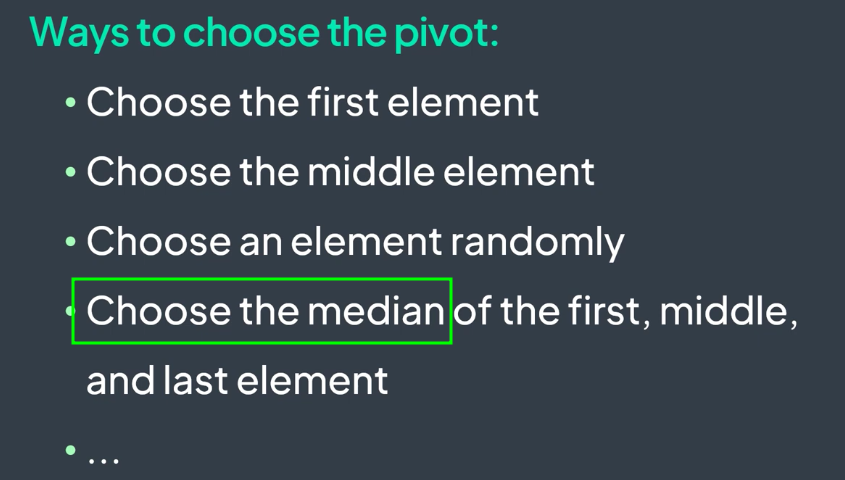 Ways to choose the pivot:
• Choose the first element
• Choose the middle element
• Choose an element randomly
• Choose the median of the first, middle,
and last element
• ...